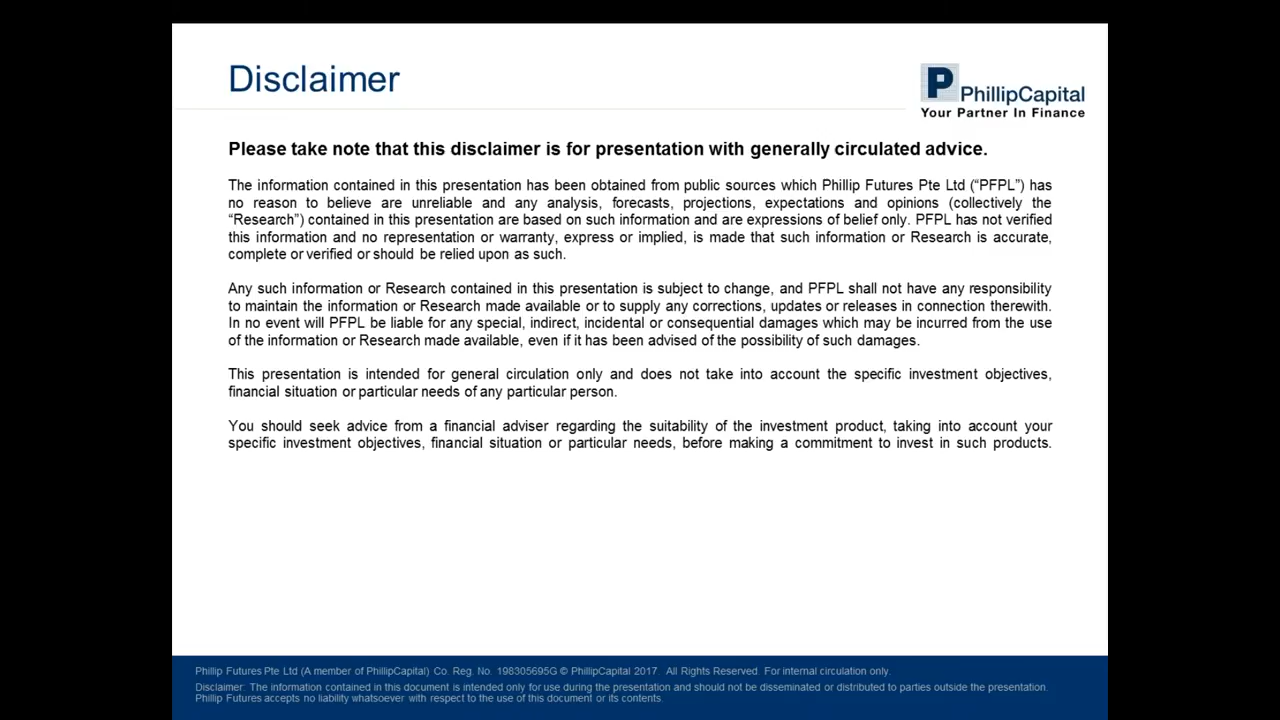 Disclaimer
P PhillipCapital
Your Partner In Finance
Please take note that this disclaimer is for presentation with generally circulated advice.
The information contained in this presentation has been obtained from public sources which Phillip Futures Pte Ltd (“PFPL”) has
no reason to believe are unreliable and any analysis, forecasts, projections, expectations and opinions (collectively the
“Research”) contained in this presentation are based on such information and are expressions of belief only. PFPL has not verified
this information and no representation or warranty, express or implied, is made that such information or Research is accurate,
complete or verified or should be relied upon as such.
Any such information or Research contained in this presentation is subject to change, and PFPL shall not have any responsibility
to maintain the information or Research made available or to supply any corrections, updates or releases in connection therewith.
In no event will PFPL be liable for any special, indirect, incidental or consequential damages which may be incurred from the use
of the information or Research made available, even if it has been advised of the possibility of such damages.
This presentation is intended for general circulation only and does not take into account the specific investment objectives,
financial situation or particular needs of any particular person.
You should seek advice from a financial adviser regarding the suitability of the investment product, taking into account your
specific investment objectives, financial situation or particular needs, before making a commitment to invest in such products.
Phillip Futures Pte Ltd (A member of PhillipCapital) Co. Reg. No. 198305695G © PhillipCapital 2017. All Rights Reserved. For internal circulation only.
Disclaimer: The information contained in this document is intended only for use during the presentation and should not be disseminated or distributed to parties outside the presentation.
Phillip Futures accepts no liability whatsoever with respect to the use of this document or its contents.